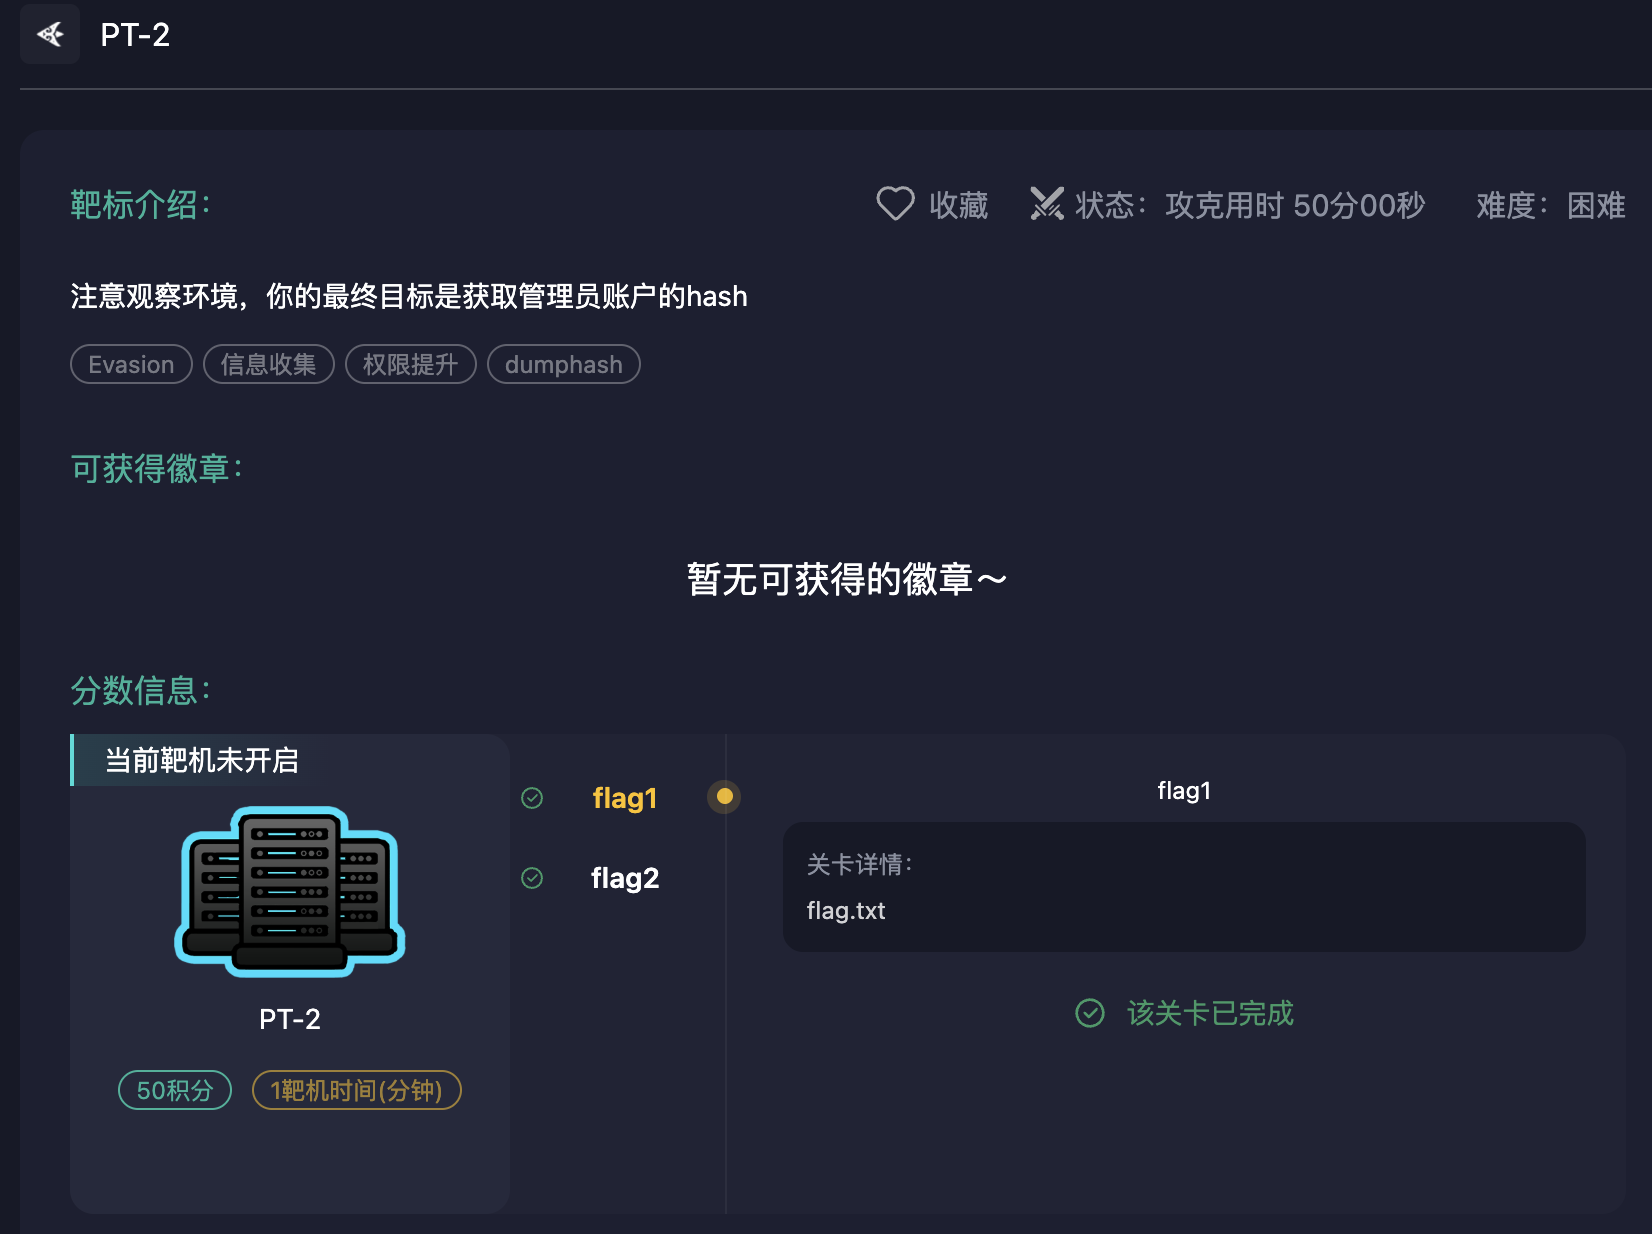 PT-2
靶标介绍：
收藏
状态：攻克用时 50分00秒
难度：困难
注意观察环境，你的最终目标是获取管理员账户的hash
Evasion
信息收集
权限提升
dumphash
可获得徽章：
暂无可获得的徽章～
分数信息：
当前靶机未开启
PT-2
50积分
1靶机时间(分钟)
flag1
flag2
flag1
关卡详情：
flag.txt
该关卡已完成